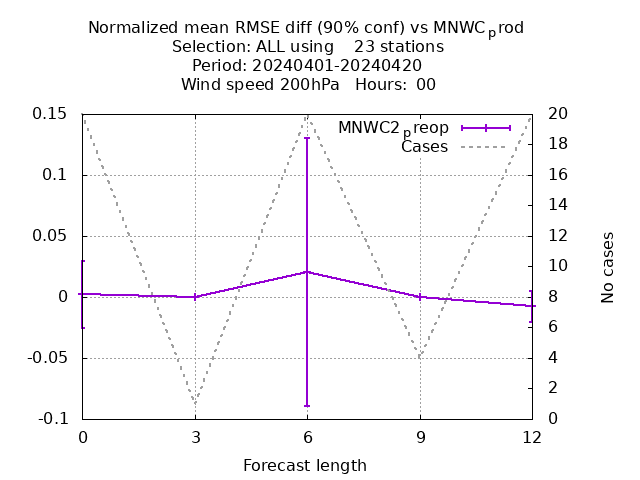 Normalized mean RMSE diff (90% conf) vs MNWCprod
Selection: ALL using    23 stations
Period: 20240401-20240420
Wind speed 200hPa   Hours: 00
MNWC2preop
Cases
0.15
0.1
0.05
0
-0.05
-0.1
20
18
16
14
12
10
8
6
4
2
0
No cases
0 3 6 9 12
Forecast length